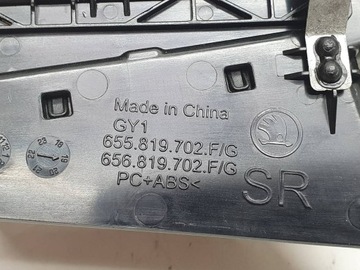 Made in China
GY1
655.819.702.F/G
656.819.702.F/G
PC+ABS<
SR